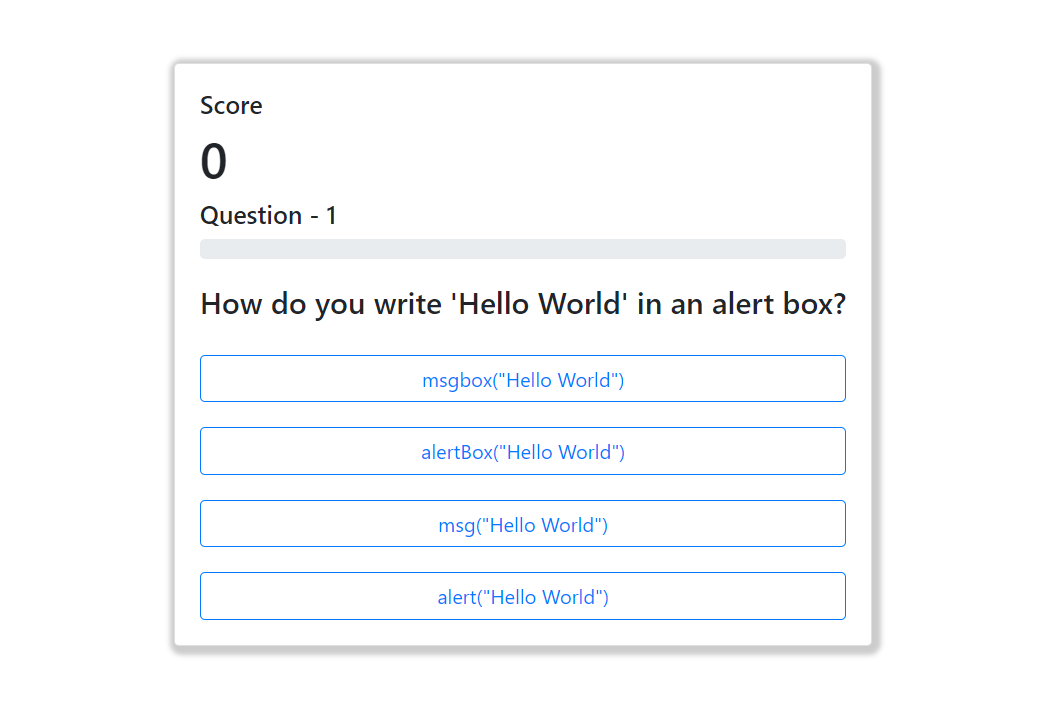 Score
0
Question - 1
How do you write 'Hello World' in an alert box?
msgbox("Hello World")
alertBox("Hello World")
msg("Hello World")
alert("Hello World")